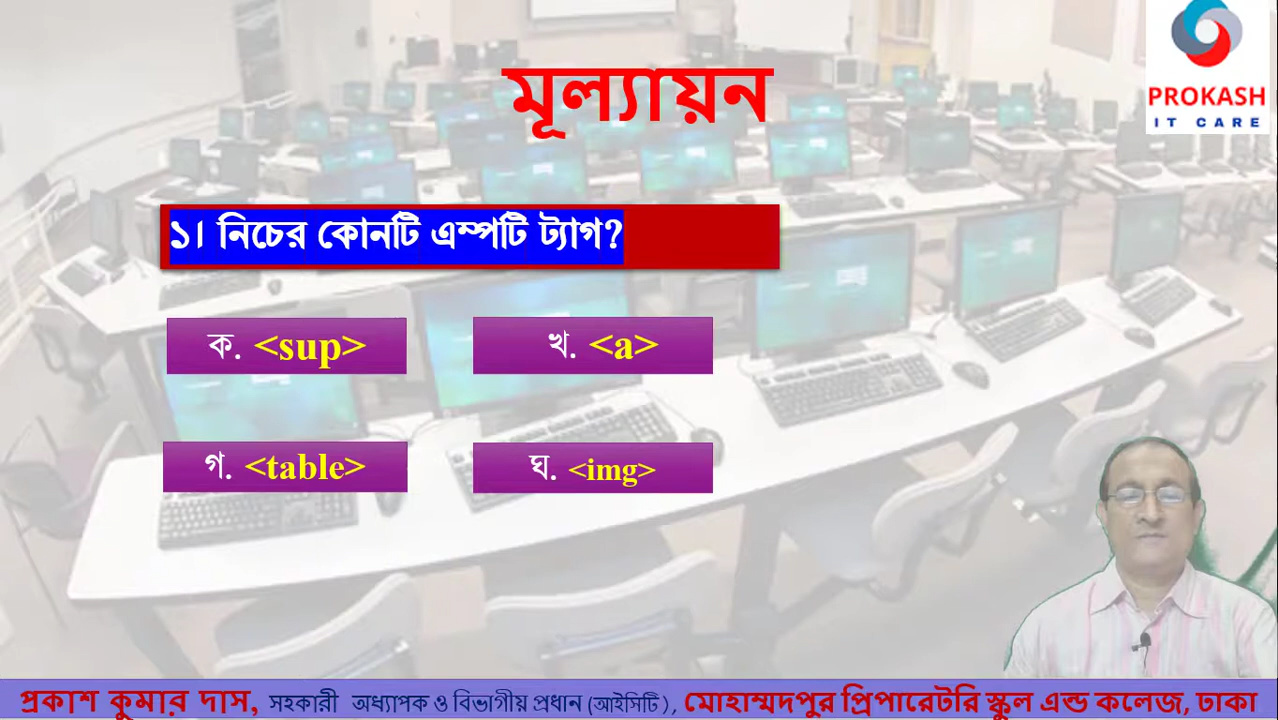 মূল্যায়ন
PROKASH
IT CARE
১। নিচের কোনটি এম্পটি ট্যাগ?
ক. <sup>
খ. <a>
গ. <table>
ঘ. <img>
প্রকাশ কুমার দাস, সহকারী অধ্যাপক ও বিভাগীয় প্রধান (আইসিটি), মোহাম্মদপুর প্রিপারেটরি স্কুল এন্ড কলেজ, ঢাকা